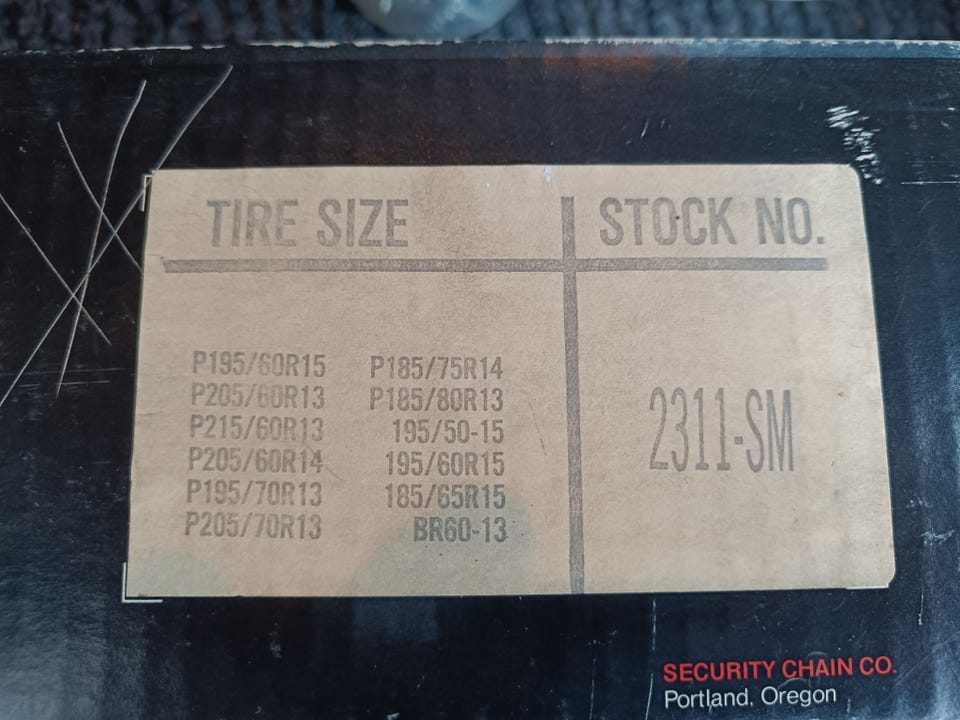 TIRE SIZE STOCK NO.
P195/60R15 P185/75R14
P205/60R13 P185/80R13
P215/60R13 195/50-15
P205/60R14 195/60R15
P195/70R13 185/65R15
P205/70R13 BR60-13
2311-SM
SECURITY CHAIN CO.
Portland, Oregon